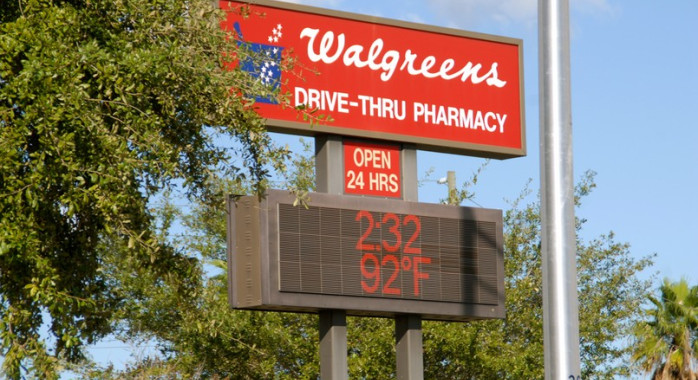 Walgreens
DRIVE-THRU PHARMACY
OPEN
24 HRS
2:32
92°F